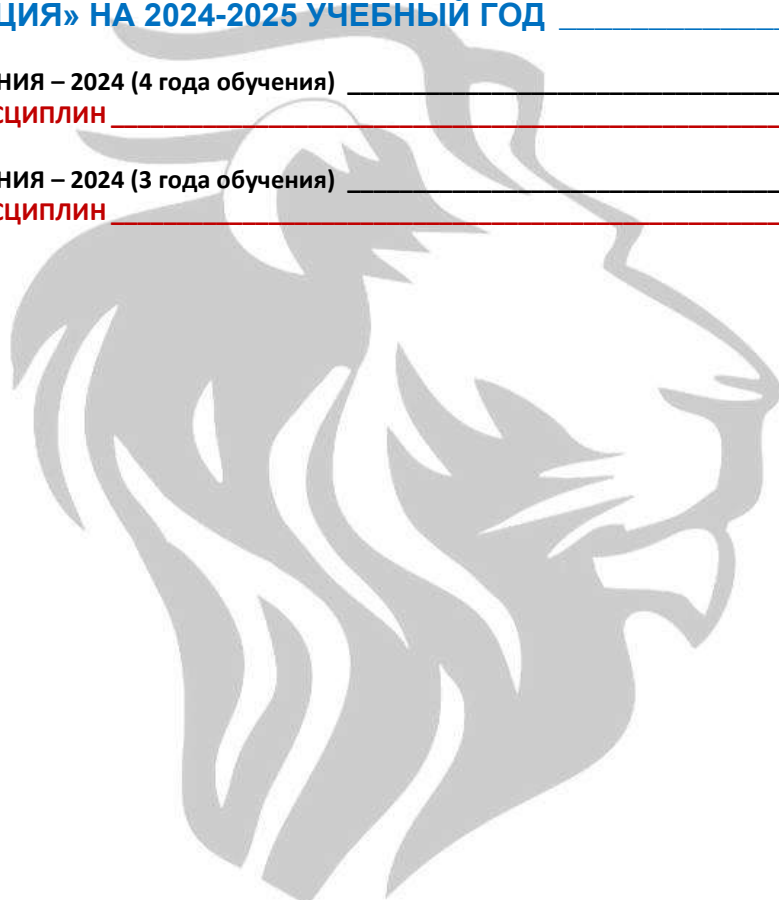 ЦИЯ» НА 2024-2025 УЧЕБНЫЙ ГОД
НИЯ – 2024 (4 года обучения)
СЦИПЛИН
НИЯ – 2024 (3 года обучения)
СЦИПЛИН